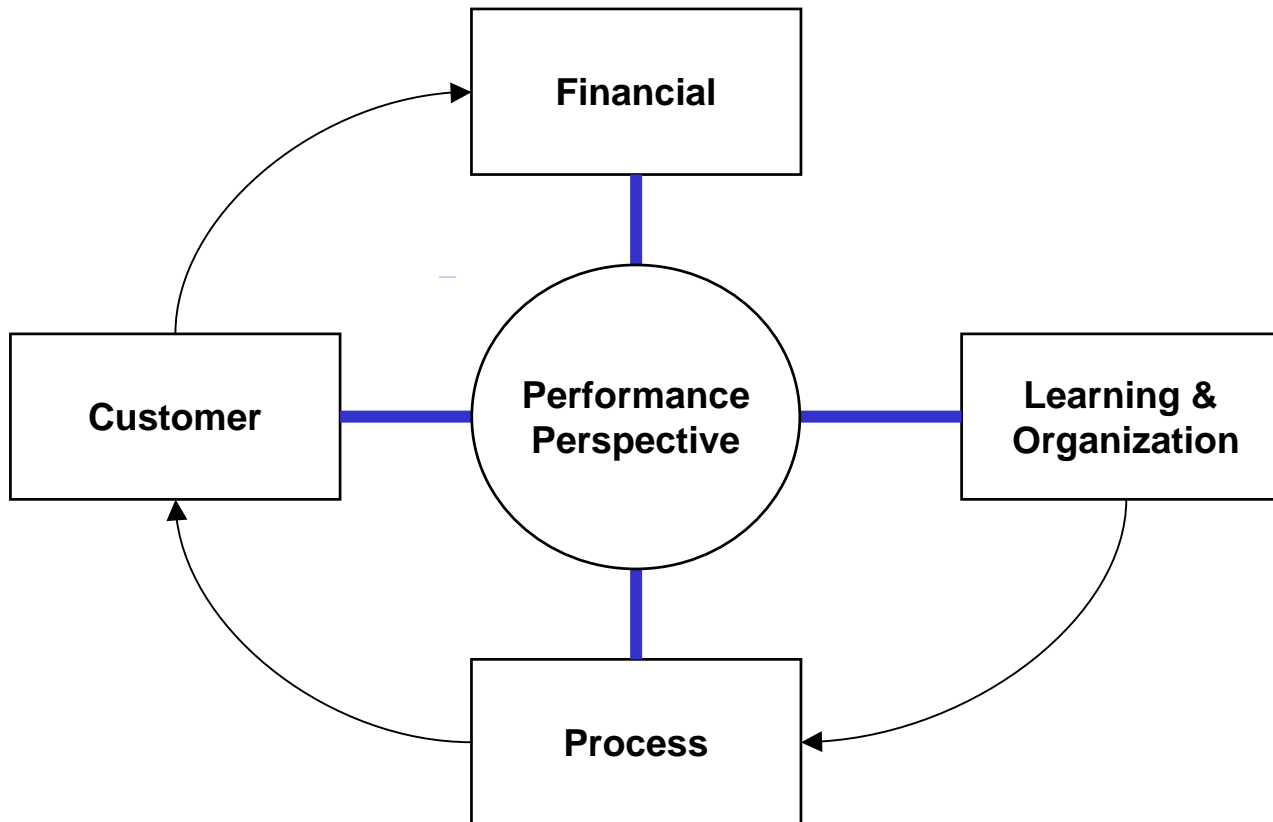 Financial
Customer
Performance
Perspective
Learning &
Organization
Process